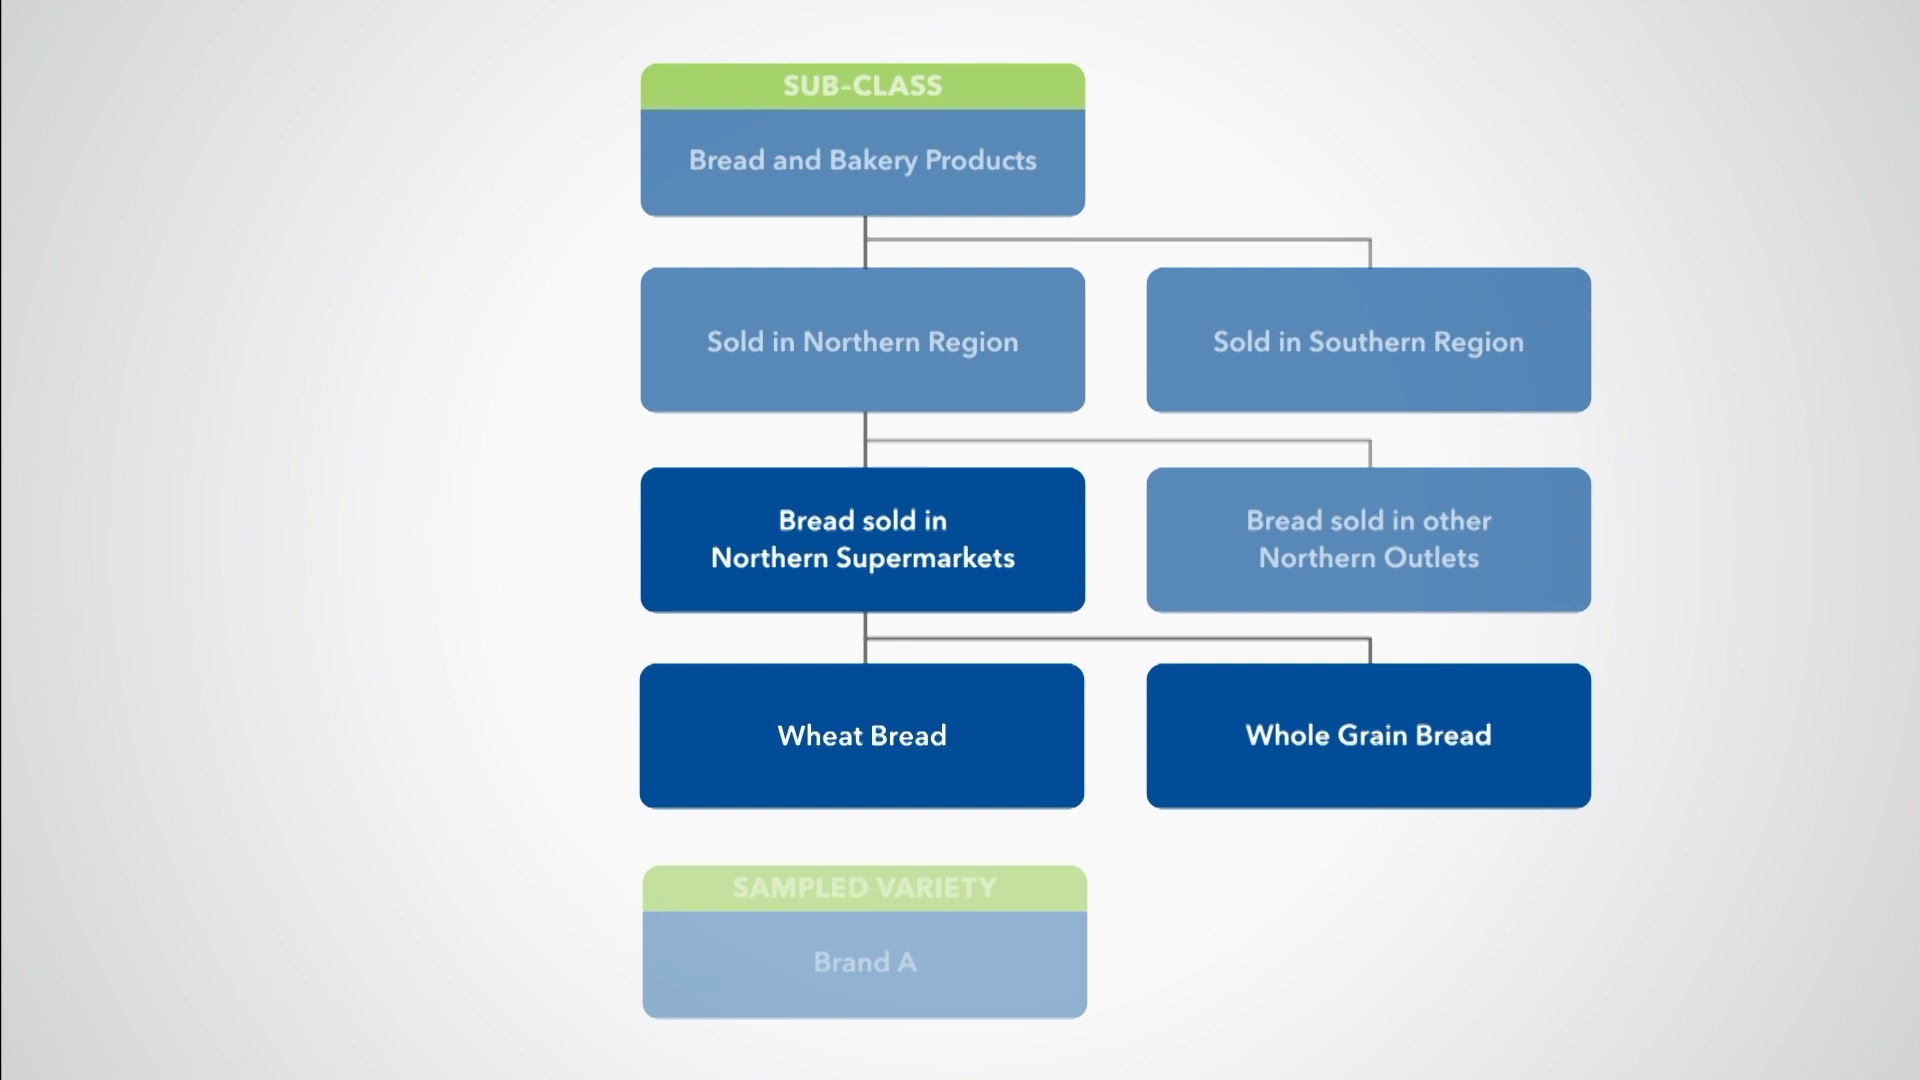 SUB-CLASS
Bread and Bakery Products
Sold in Northern Region
Sold in Southern Region
Bread sold in
Northern Supermarkets
Bread sold in other
Northern Outlets
Wheat Bread
Whole Grain Bread
SAMPLED VARIETY
Brand A